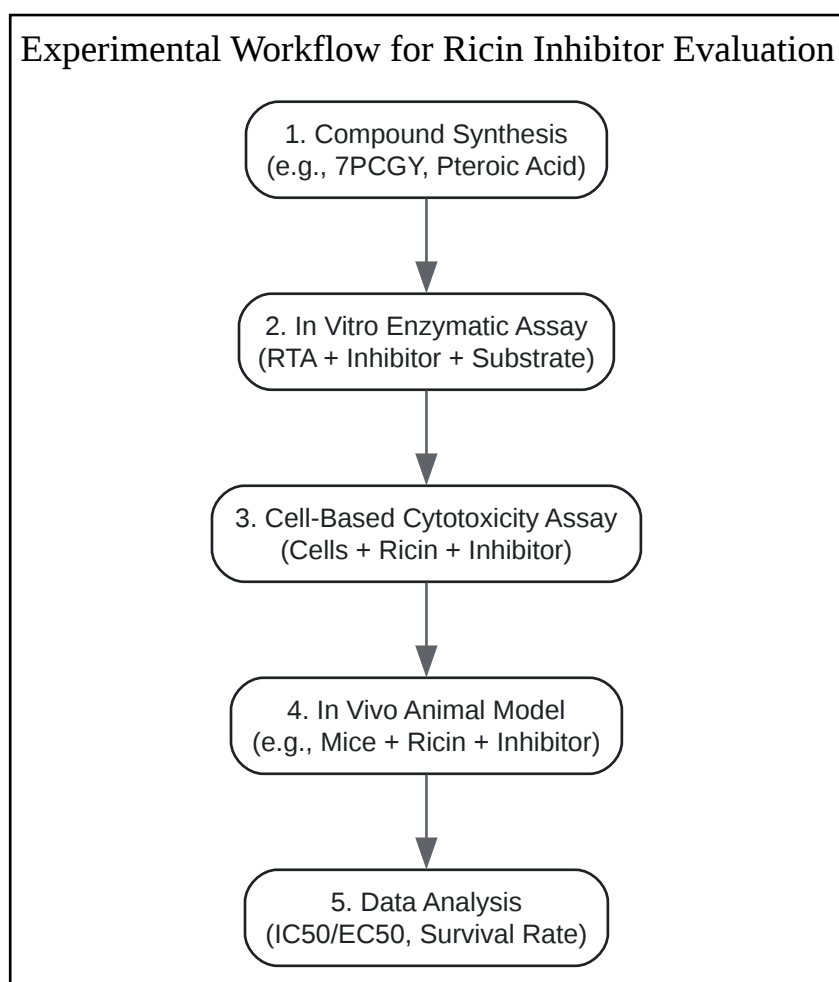 Experimental Workflow for Ricin Inhibitor Evaluation
1. Compound Synthesis
(e.g., 7PCGY, Pteroic Acid)
2. In Vitro Enzymatic Assay
(RTA + Inhibitor + Substrate)
3. Cell-Based Cytotoxicity Assay
(Cells + Ricin + Inhibitor)
4. In Vivo Animal Model
(e.g., Mice + Ricin + Inhibitor)
5. Data Analysis
(IC50/EC50, Survival Rate)